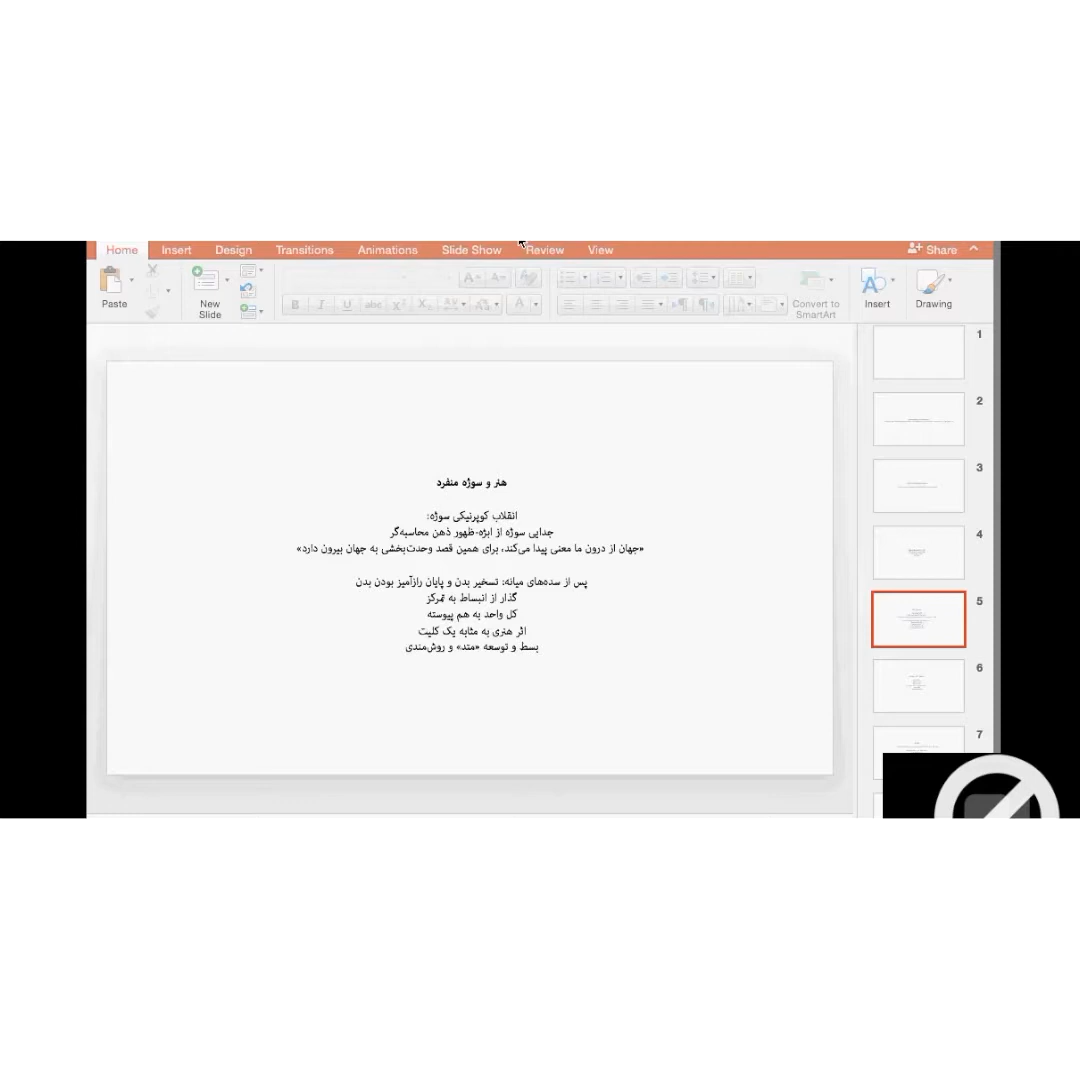 Home Insert Design Transitions Animations Slide Show Review View Share
Paste
New Slide
Convert to SmartArt
Insert
Drawing
هنر و سوژه منفرد
انقلاب کوپرنیکی سوژه:
جدایی سوژه از ابژه-ظهور ذهن محاسبه‌گر
«جهان از درون ما معنی پیدا می‌کند، برای همین قصد وحدت‌بخشی به جهان بیرون دارد»
پس از سده‌های میانه: تسخیر بدن و پایان رازآمیز بودن بدن
گذار از انبساط به تمرکز
کل واحد به هم پیوسته
اثر هنری به مثابه یک کلیت
بسط و توسعه «متد» و روش‌مندی
1
2
3
4
5
6
7